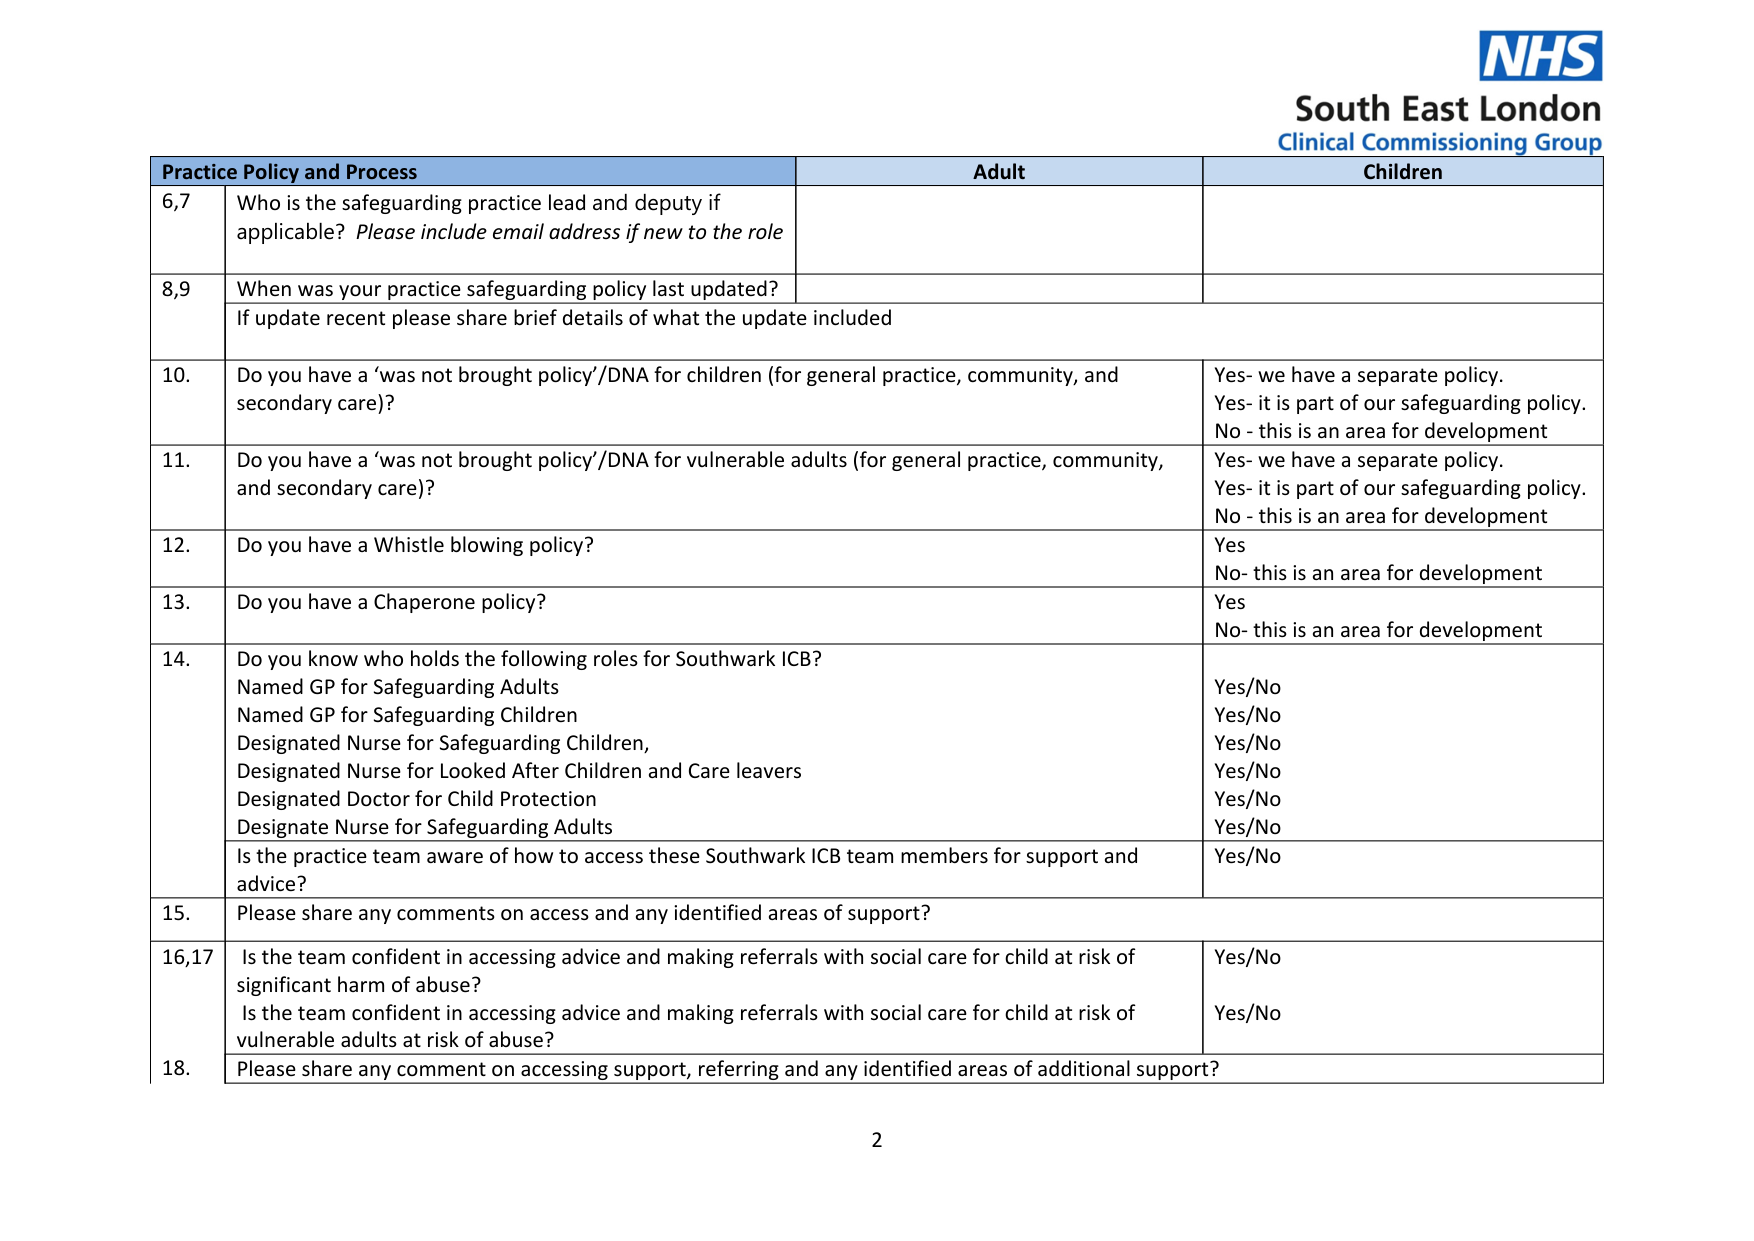 NHS
South East London
Clinical Commissioning Group
Practice Policy and Process Adult Children
6,7 Who is the safeguarding practice lead and deputy if
applicable? Please include email address if new to the role
8,9 When was your practice safeguarding policy last updated?
If update recent please share brief details of what the update included
10. Do you have a ‘was not brought policy’/DNA for children (for general practice, community, and Yes- we have a separate policy.
secondary care)? Yes- it is part of our safeguarding policy.
No - this is an area for development
11. Do you have a ‘was not brought policy’/DNA for vulnerable adults (for general practice, community, Yes- we have a separate policy.
and secondary care)? Yes- it is part of our safeguarding policy.
No - this is an area for development
12. Do you have a Whistle blowing policy? Yes
No- this is an area for development
13. Do you have a Chaperone policy? Yes
No- this is an area for development
14. Do you know who holds the following roles for Southwark ICB?
Named GP for Safeguarding Adults Yes/No
Named GP for Safeguarding Children Yes/No
Designated Nurse for Safeguarding Children, Yes/No
Designated Nurse for Looked After Children and Care leavers Yes/No
Designated Doctor for Child Protection Yes/No
Designate Nurse for Safeguarding Adults Yes/No
Is the practice team aware of how to access these Southwark ICB team members for support and Yes/No
advice?
15. Please share any comments on access and any identified areas of support?
16,17 Is the team confident in accessing advice and making referrals with social care for child at risk of Yes/No
significant harm of abuse?
Is the team confident in accessing advice and making referrals with social care for child at risk of Yes/No
vulnerable adults at risk of abuse?
18. Please share any comment on accessing support, referring and any identified areas of additional support?
2